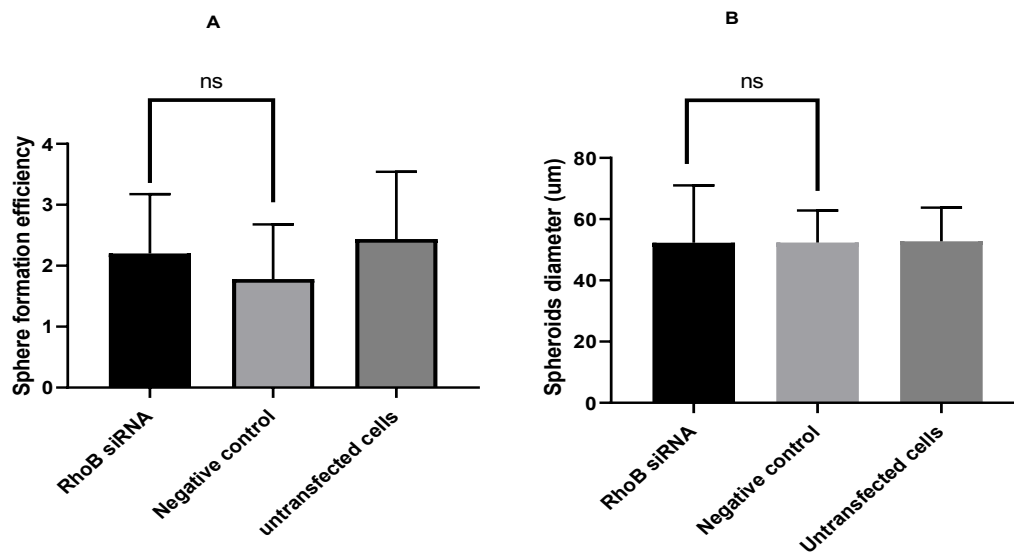 A
ns
Sphere formation efficiency
4
3
2
1
0
RhoB siRNA
Negative control
untransfected cells
B
ns
Spheroids diameter (um)
80
60
40
20
0
RhoB siRNA
Negative control
Untransfected cells